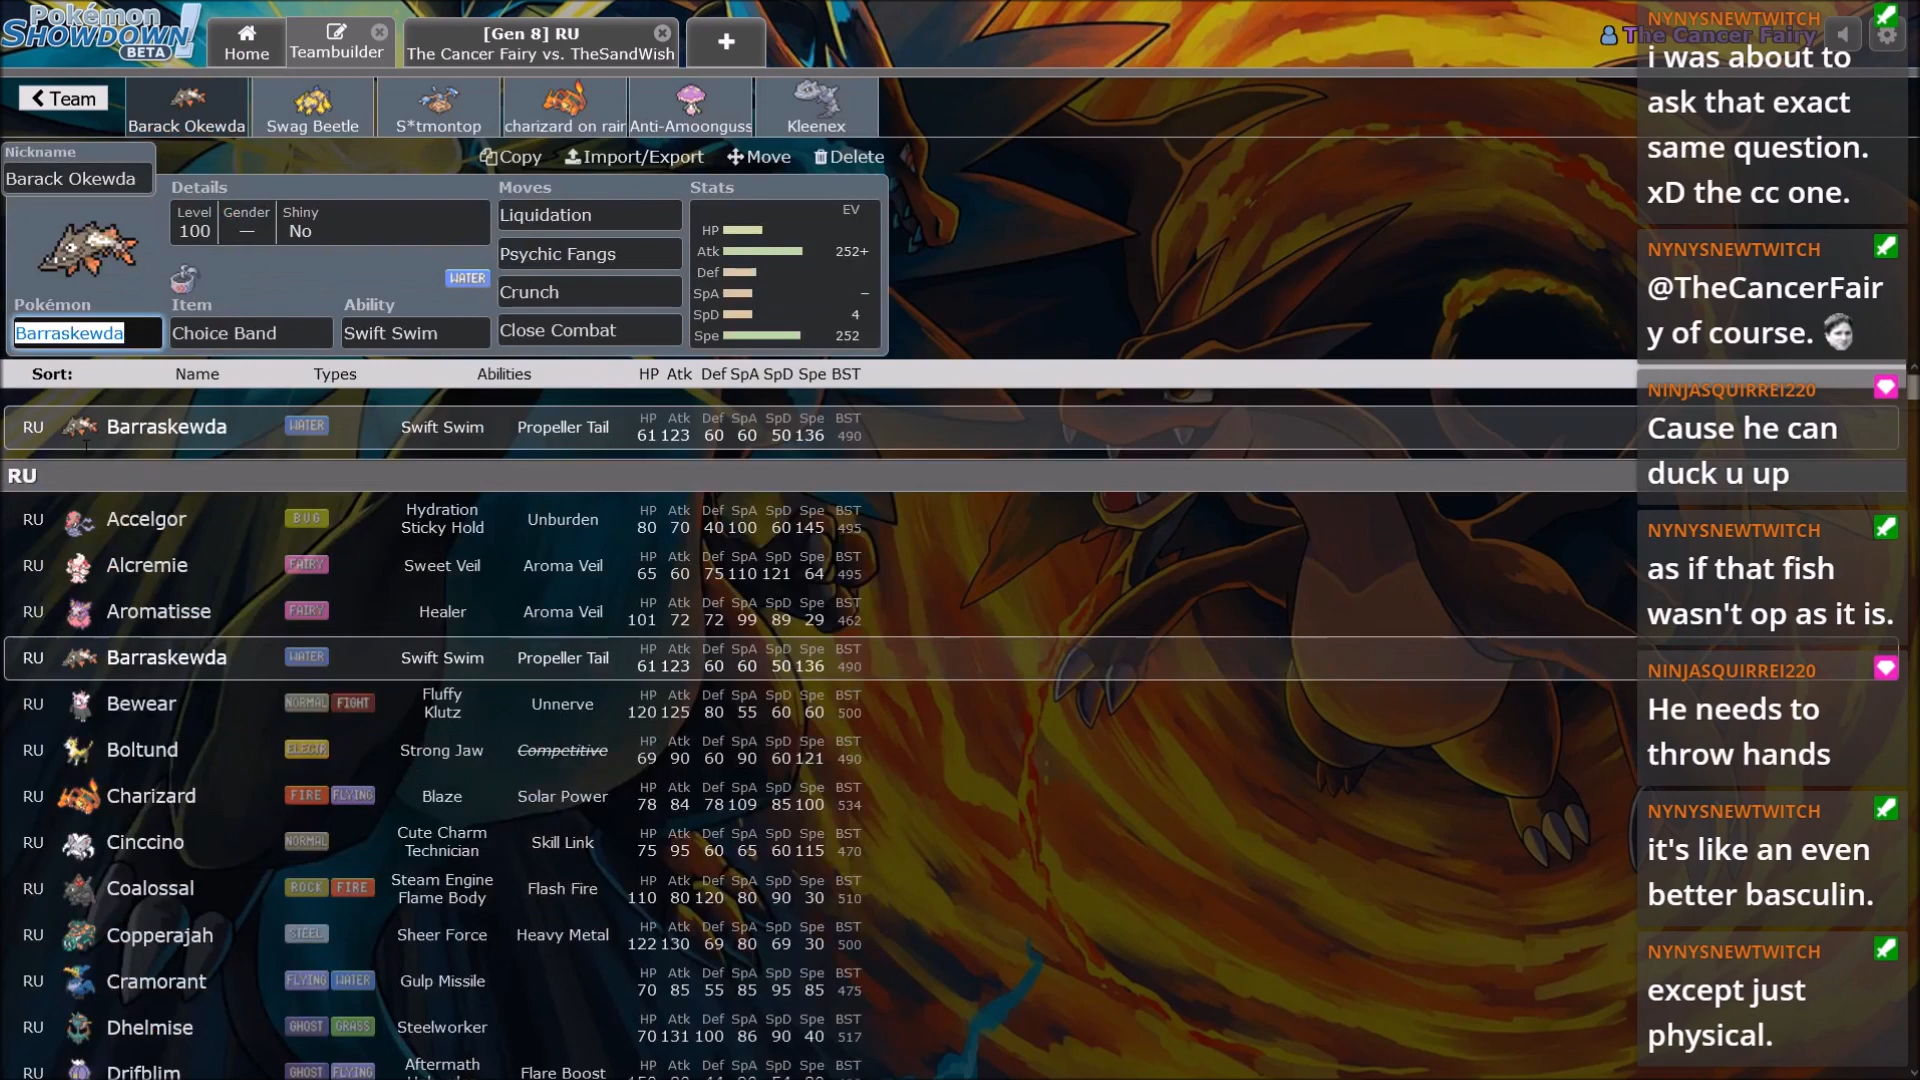 Pokémon
SHOWDOWN!
BETA
Home
Teambuilder
[Gen 8] RU
The Cancer Fairy vs. TheSandWish
+
The Cancer Fairy
Team
Barack Okewda
Swag Beetle
S*tmontop
charizard on rair
Anti-Amoonguss
Kleenex
Nickname
Barack Okewda
Copy
Import/Export
Move
Delete
Details
Level
100
Gender
—
Shiny
No
WATER
Pokémon
Barraskewda
Item
Choice Band
Ability
Swift Swim
Moves
Liquidation
Psychic Fangs
Crunch
Close Combat
Stats
EV
HP
Atk 252+
Def
SpA –
SpD 4
Spe 252
Sort: Name Types Abilities HP Atk Def SpA SpD Spe BST
RU Barraskewda WATER Swift Swim Propeller Tail HP 61 Atk 123 Def 60 SpA 60 SpD 50 Spe 136 BST 490
RU
RU Accelgor BUG Hydration Sticky Hold Unburden HP 80 Atk 70 Def 40 SpA 100 SpD 60 Spe 145 BST 495
RU Alcremie FAIRY Sweet Veil Aroma Veil HP 65 Atk 60 Def 75 SpA 110 SpD 121 Spe 64 BST 495
RU Aromatisse FAIRY Healer Aroma Veil HP 101 Atk 72 Def 72 SpA 99 SpD 89 Spe 29 BST 462
RU Barraskewda WATER Swift Swim Propeller Tail HP 61 Atk 123 Def 60 SpA 60 SpD 50 Spe 136 BST 490
RU Bewear NORMAL FIGHT Fluffy Klutz Unnerve HP 120 Atk 125 Def 80 SpA 55 SpD 60 Spe 60 BST 500
RU Boltund ELECTR Strong Jaw Competitive HP 69 Atk 90 Def 60 SpA 90 SpD 60 Spe 121 BST 490
RU Charizard FIRE FLYING Blaze Solar Power HP 78 Atk 84 Def 78 SpA 109 SpD 85 Spe 100 BST 534
RU Cinccino NORMAL Cute Charm Technician Skill Link HP 75 Atk 95 Def 60 SpA 65 SpD 60 Spe 115 BST 470
RU Coalossal ROCK FIRE Steam Engine Flame Body Flash Fire HP 110 Atk 80 Def 120 SpA 80 SpD 90 Spe 30 BST 510
RU Copperajah STEEL Sheer Force Heavy Metal HP 122 Atk 130 Def 69 SpA 80 SpD 69 Spe 30 BST 500
RU Cramorant FLYING WATER Gulp Missile HP 70 Atk 85 Def 55 SpA 85 SpD 95 Spe 85 BST 475
RU Dhelmise GHOST GRASS Steelworker HP 70 Atk 131 Def 100 SpA 86 SpD 90 Spe 40 BST 517
RU Drifblim GHOST FLYING Aftermath Flare Boost HP Atk Def SpA SpD Spe BST
NYNYSNEWTWITCH
i was about to
ask that exact
same question.
xD the cc one.
NYNYSNEWTWITCH
@TheCancerFair
y of course.
NINJASQUIRREl220
Cause he can
duck u up
NYNYSNEWTWITCH
as if that fish
wasn't op as it is.
NINJASQUIRREl220
He needs to
throw hands
NYNYSNEWTWITCH
it's like an even
better basculin.
NYNYSNEWTWITCH
except just
physical.